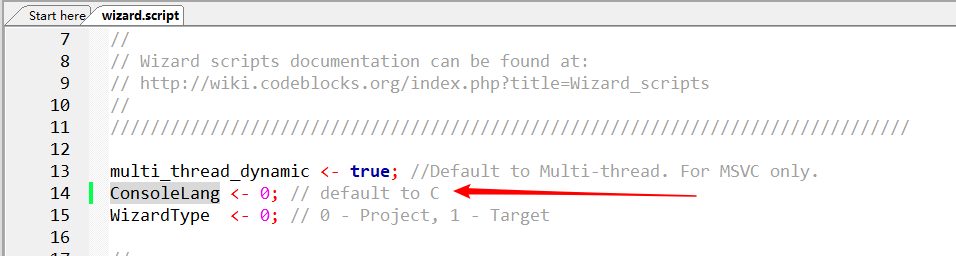 Start here wizard.script
7 //
8 // Wizard scripts documentation can be found at:
9 // http://wiki.codeblocks.org/index.php?title=Wizard_scripts
10 //
11 ////////////////////////////////////////////////////////////////////////////////
12
13 multi_thread_dynamic <- true; //Default to Multi-thread. For MSVC only.
14 ConsoleLang <- 0; // default to C
15 WizardType  <- 0; // 0 - Project, 1 - Target
16
17 //